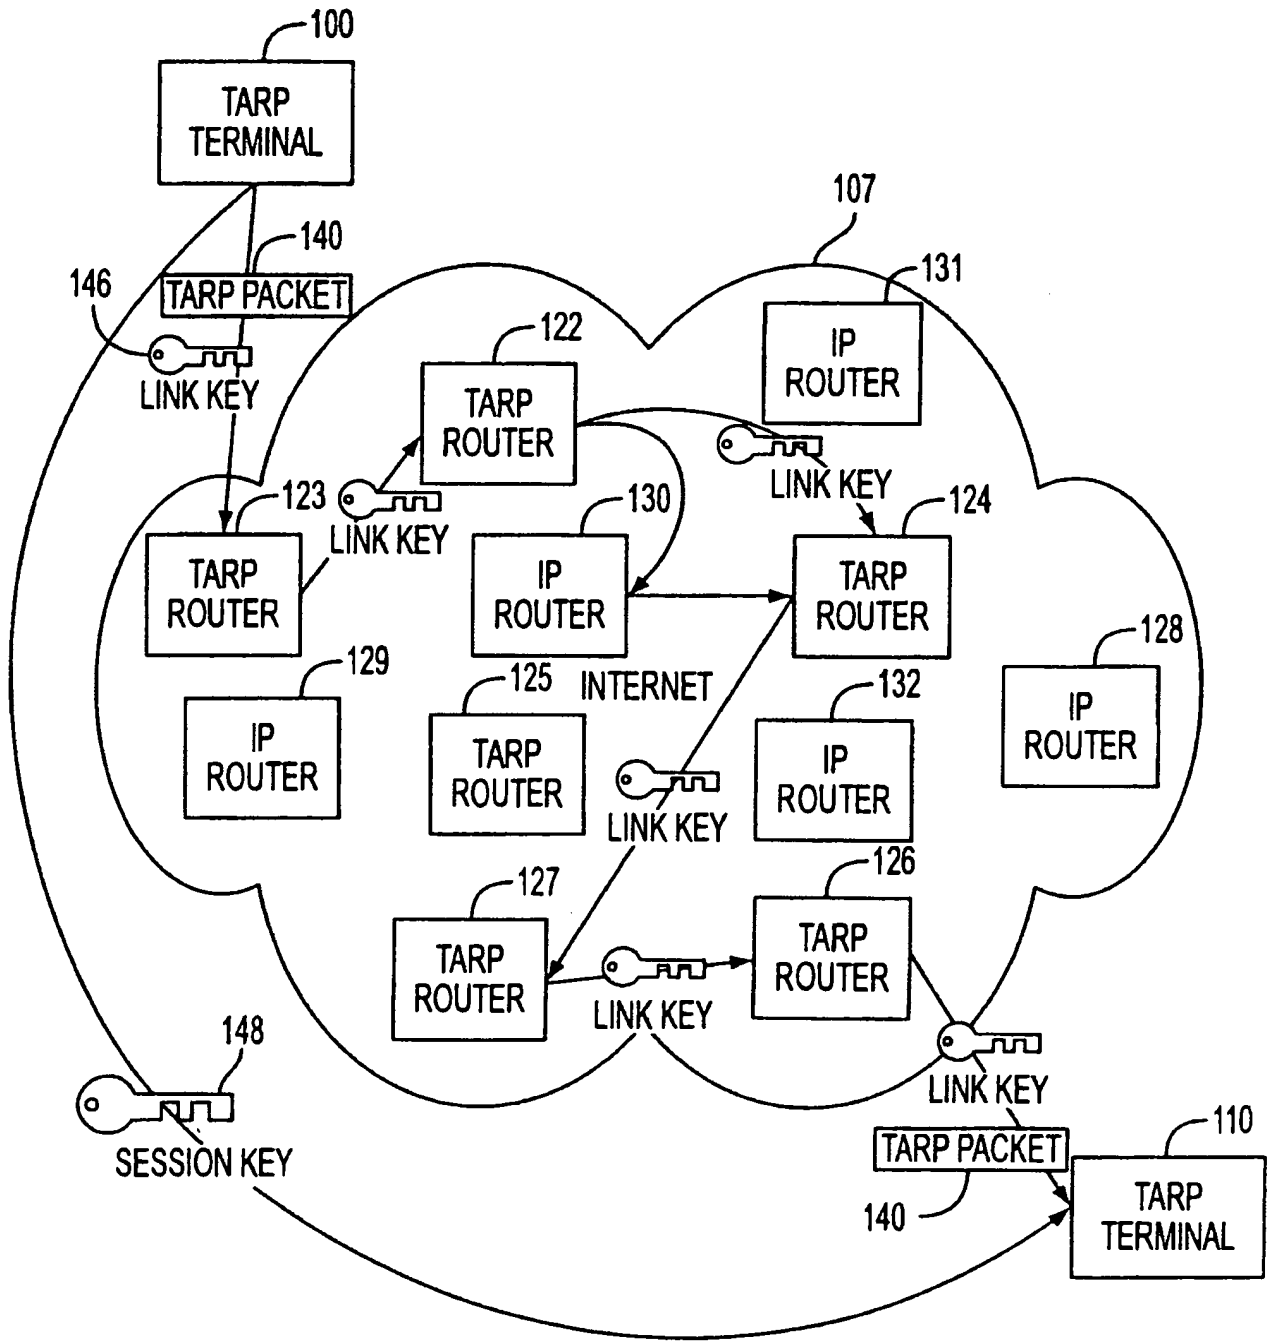 100
TARP
TERMINAL
107
140
TARP PACKET
146
LINK KEY
131
IP
ROUTER
122
TARP
ROUTER
LINK KEY
LINK KEY
123
TARP
ROUTER
130
IP
ROUTER
124
TARP
ROUTER
INTERNET
129
IP
ROUTER
125
TARP
ROUTER
132
IP
ROUTER
128
IP
ROUTER
LINK KEY
127
TARP
ROUTER
126
TARP
ROUTER
LINK KEY
148
SESSION KEY
LINK KEY
TARP PACKET
140
110
TARP
TERMINAL